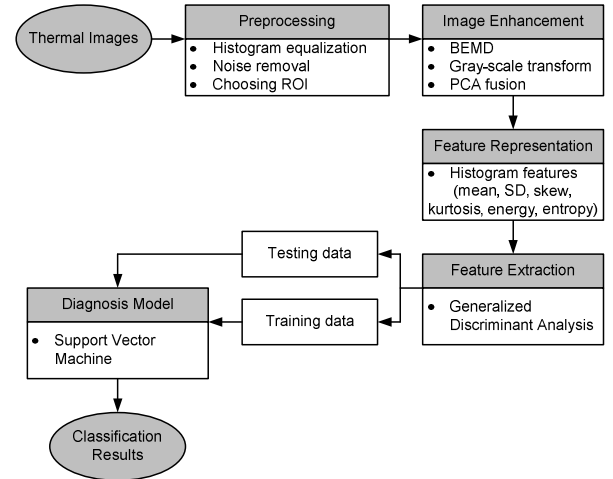 Thermal Images
Preprocessing
● Histogram equalization
● Noise removal
● Choosing ROI
Image Enhancement
● BEMD
● Gray-scale transform
● PCA fusion
Feature Representation
● Histogram features
(mean, SD, skew,
kurtosis, energy, entropy)
Feature Extraction
● Generalized
Discriminant Analysis
Testing data
Training data
Diagnosis Model
● Support Vector
Machine
Classification
Results